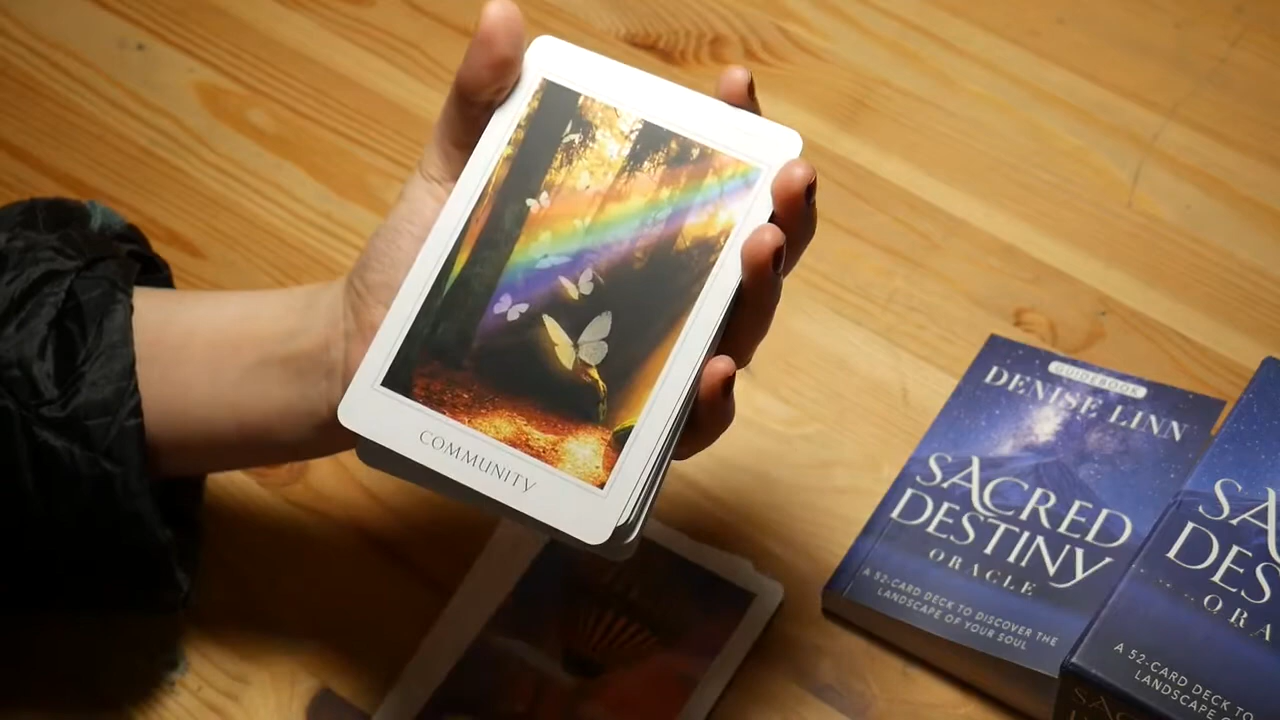 COMMUNITY
GUIDEBOOK
DENISE LINN
SACRED
DESTINY
ORACLE
A 52-CARD DECK TO DISCOVER THE
LANDSCAPE OF YOUR SOUL
SA
DES
ORA
A 52-CARD DECK TO
LANDSCAPE OF